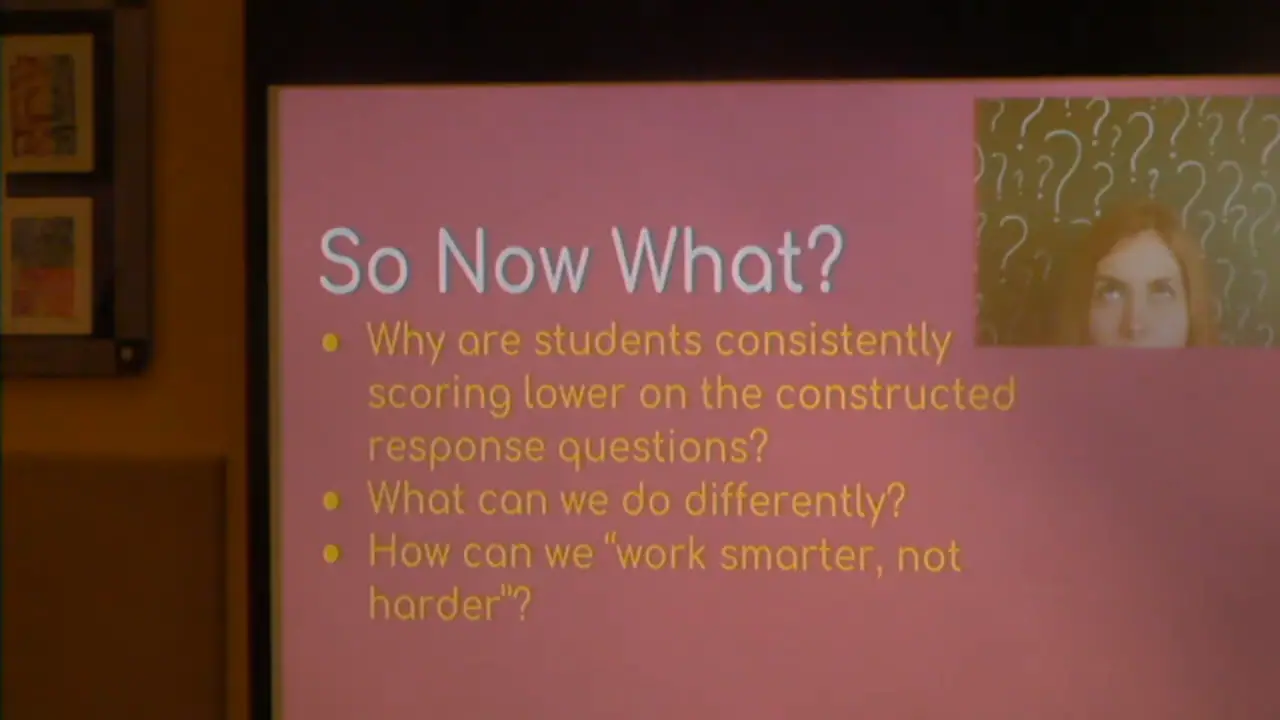 So Now What?
• Why are students consistently
scoring lower on the constructed
response questions?
• What can we do differently?
• How can we “work smarter, not
harder”?